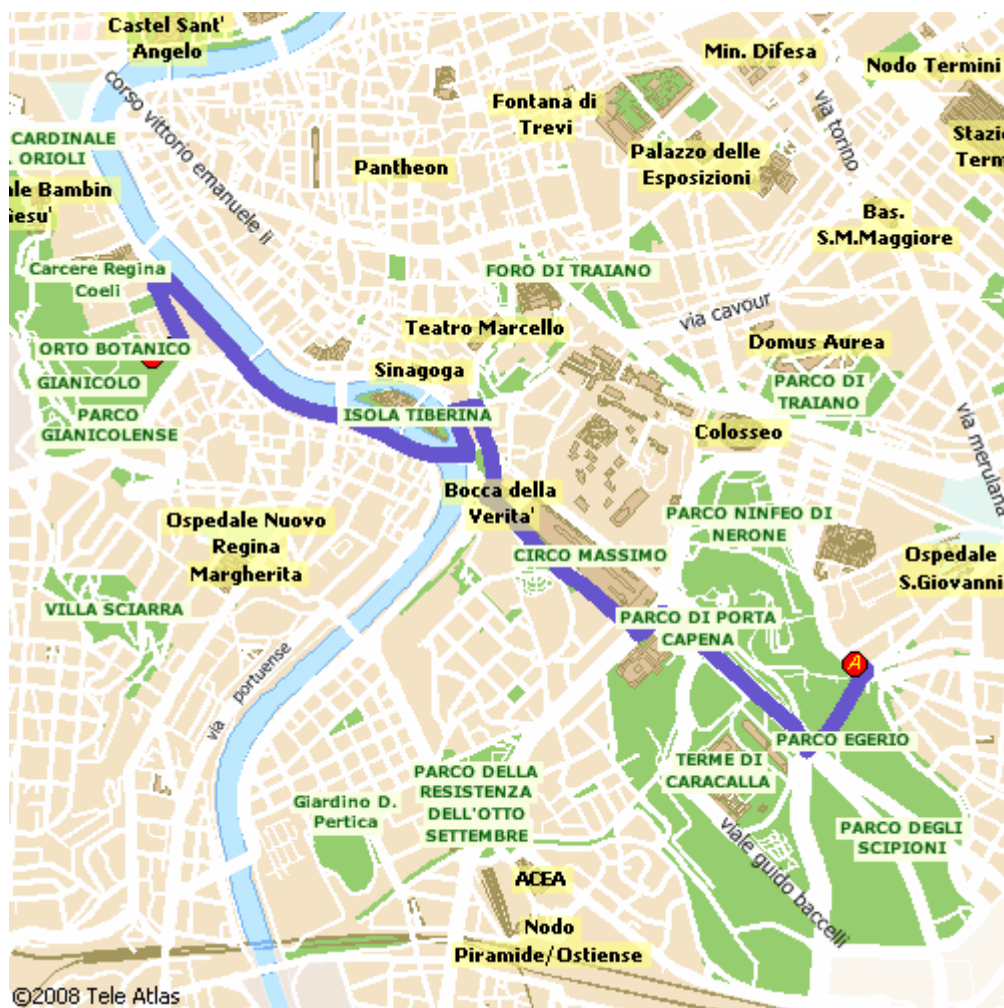 Castel Sant'
Angelo
Min. Difesa
Nodo Termini
corso vittorio emanuele ii
Fontana di
Trevi
via torino
CARDINALE
ORIOLI
Pantheon
Palazzo delle
Esposizioni
Bas.
S.M.Maggiore
Carcere Regina
Coeli
FORO DI TRAIANO
via cavour
Teatro Marcello
ORTO BOTANICO
Domus Aurea
Sinagoga
GIANICOLO
PARCO DI
TRAIANO
PARCO
GIANICOLENSE
ISOLA TIBERINA
Colosseo
via merulana
Bocca della
Verita'
PARCO NINFEO DI
NERONE
Ospedale Nuovo
Regina
Margherita
CIRCO MASSIMO
Ospedale
S.Giovanni
VILLA SCIARRA
PARCO DI PORTA
CAPENA
via portuense
A
PARCO EGERIO
TERME DI
CARACALLA
PARCO DELLA
RESISTENZA
DELL'OTTO
SETTEMBRE
Giardino D.
Pertica
viale guido baccelli
PARCO DEGLI
SCIPIONI
ACEA
Nodo
Piramide/Ostiense
©2008 Tele Atlas